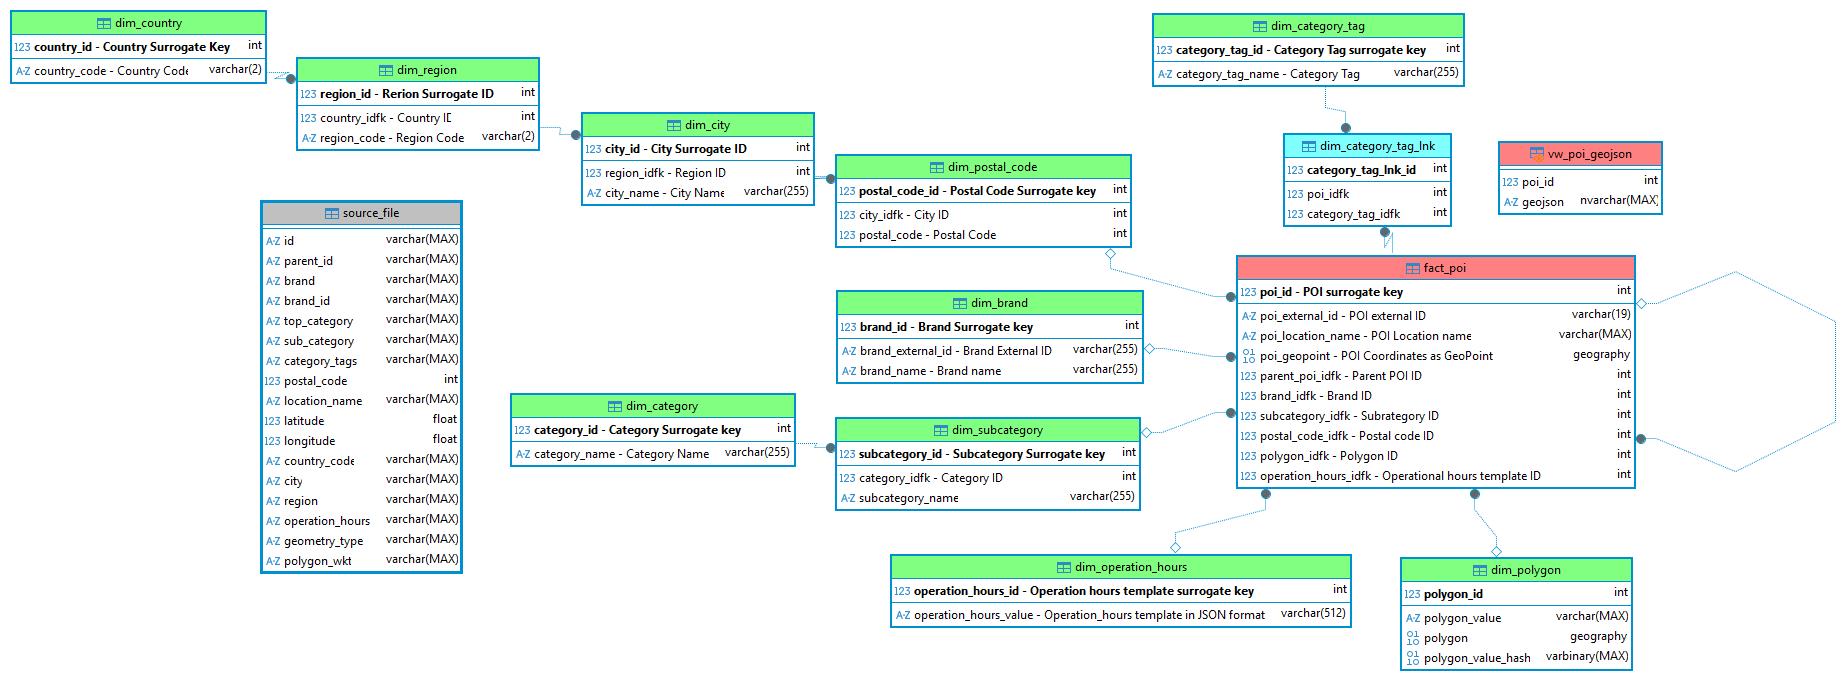 dim_country
123 country_id - Country Surrogate Key int
A-Z country_code - Country Code varchar(2)
dim_region
123 region_id - Rerion Surrogate ID int
123 country_idfk - Country ID int
A-Z region_code - Region Code varchar(2)
dim_city
123 city_id - City Surrogate ID int
123 region_idfk - Region ID int
A-Z city_name - City Name varchar(255)
dim_postal_code
123 postal_code_id - Postal Code Surrogate key int
123 city_idfk - City ID int
123 postal_code - Postal Code int
dim_category_tag
123 category_tag_id - Category Tag surrogate key int
A-Z category_tag_name - Category Tag varchar(255)
dim_category_tag_lnk
123 category_tag_lnk_id int
123 poi_idfk int
123 category_tag_idfk int
vw_poi_geojson
123 poi_id int
A-Z geojson nvarchar(MAX)
source_file
A-Z id varchar(MAX)
A-Z parent_id varchar(MAX)
A-Z brand varchar(MAX)
A-Z brand_id varchar(MAX)
A-Z top_category varchar(MAX)
A-Z sub_category varchar(MAX)
A-Z category_tags varchar(MAX)
123 postal_code int
A-Z location_name varchar(MAX)
123 latitude float
123 longitude float
A-Z country_code varchar(MAX)
A-Z city varchar(MAX)
A-Z region varchar(MAX)
A-Z operation_hours varchar(MAX)
A-Z geometry_type varchar(MAX)
A-Z polygon_wkt varchar(MAX)
dim_brand
123 brand_id - Brand Surrogate key int
A-Z brand_external_id - Brand External ID varchar(255)
A-Z brand_name - Brand name varchar(255)
fact_poi
123 poi_id - POI surrogate key int
A-Z poi_external_id - POI external ID varchar(19)
A-Z poi_location_name - POI Location name varchar(MAX)
0110 poi_geopoint - POI Coordinates as GeoPoint geography
123 parent_poi_idfk - Parent POI ID int
123 brand_idfk - Brand ID int
123 subcategory_idfk - Subrategory ID int
123 postal_code_idfk - Postal code ID int
123 polygon_idfk - Polygon ID int
123 operation_hours_idfk - Operational hours template ID int
dim_category
123 category_id - Category Surrogate key int
A-Z category_name - Category Name varchar(255)
dim_subcategory
123 subcategory_id - Subcategory Surrogate key int
123 category_idfk - Category ID int
A-Z subcategory_name varchar(255)
dim_operation_hours
123 operation_hours_id - Operation hours template surrogate key int
A-Z operation_hours_value - Operation_hours template in JSON format varchar(512)
dim_polygon
123 polygon_id int
A-Z polygon_value varchar(MAX)
0110 polygon geography
0110 polygon_value_hash varbinary(MAX)